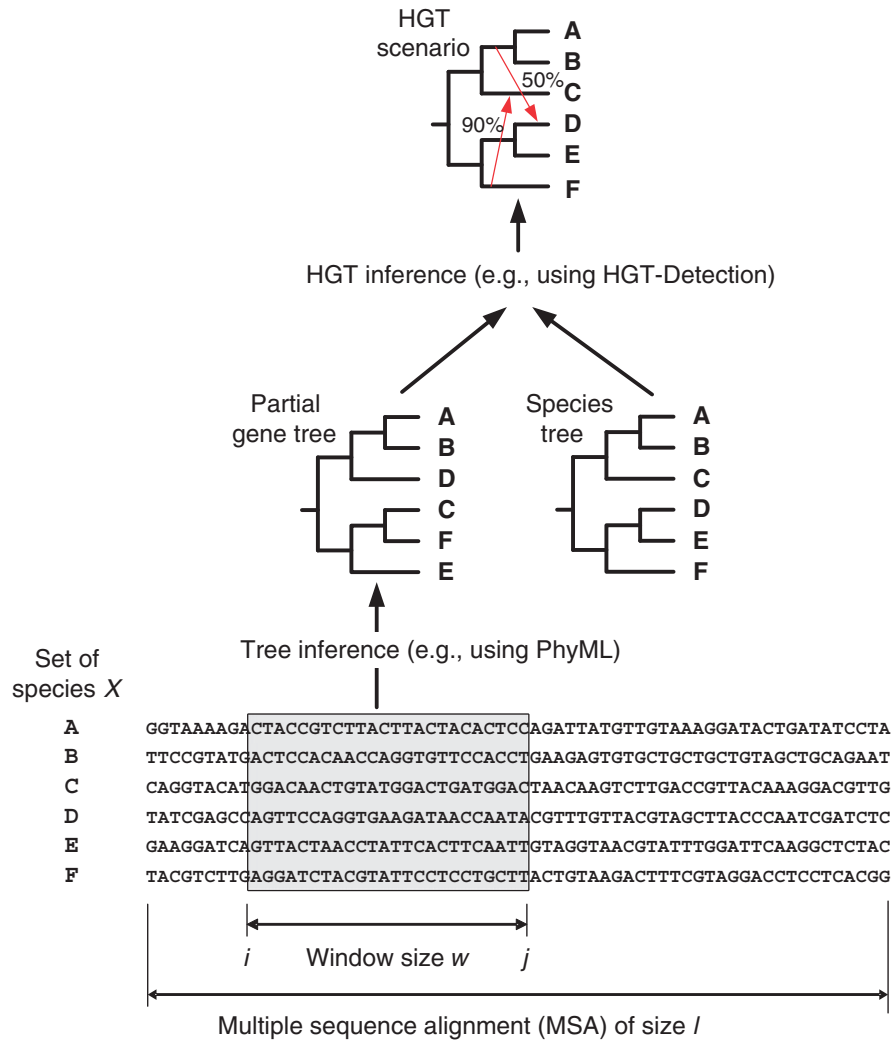 HGT
scenario
A
B
50%
C
90%
D
E
F
HGT inference (e.g., using HGT-Detection)
Partial
gene tree
A
B
D
C
F
E
Species
tree
A
B
C
D
E
F
Tree inference (e.g., using PhyML)
Set of
species X
A GGTAAAAGACTACCGTCTTACTTACTACACTCCAGATTATGTTGTAAAGGATACTGATATCCTA
B TTCCGTATGACTCCACAACCAGGTGTTCCACCTGAAGAGTGTGCTGCTGCTGTAGCTGCAGAAT
C CAGGTACATGGACAACTGTATGGACTGATGGACTAACAAGTCTTGACCGTTACAAAGGACGTTG
D TATCGAGCCAGTTCCAGGTGAAGATAACCAATACGTTTGTTACGTAGCTTACCCAATCGATCTC
E GAAGGATCAGTTACTAACCTATTCACTTCAATTGTAGGTAACGTATTTGGATTCAAGGCTCTAC
F TACGTCTTGAGGATCTACGTATTCCTCCTGCTTACTGTAAGACTTTCGTAGGACCTCCTCACGG
i Window size w j
Multiple sequence alignment (MSA) of size l